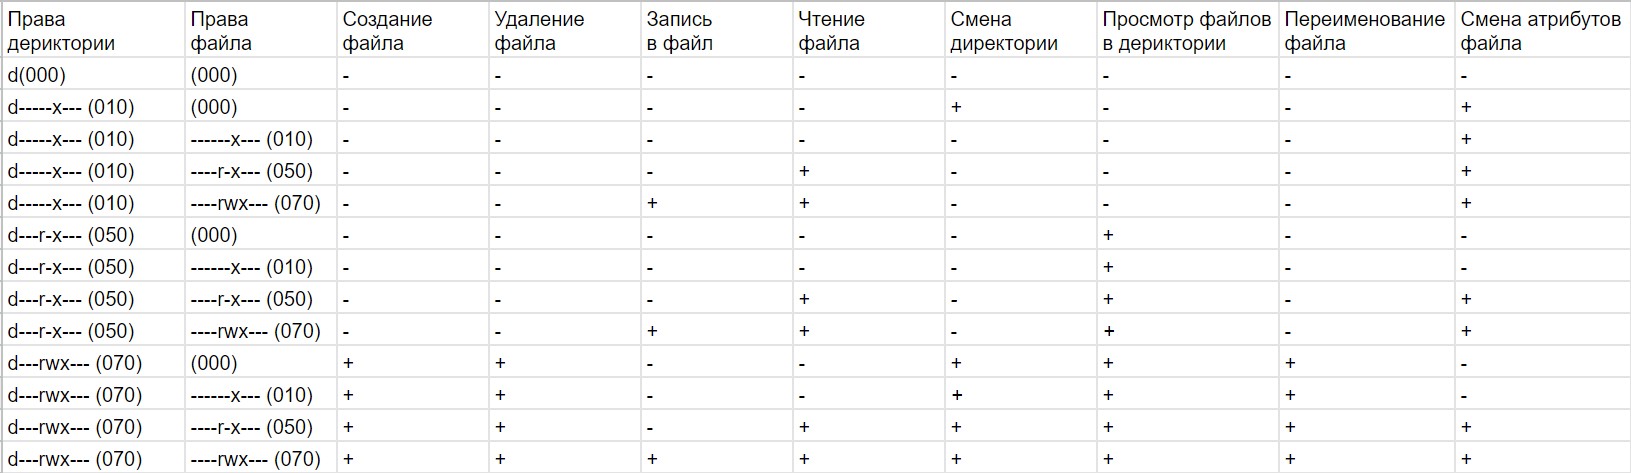 Права дериктории | Права файла | Создание файла | Удаление файла | Запись в файл | Чтение файла | Смена директории | Просмотр файлов в дериктории | Переименование файла | Смена атрибутов файла
d(000) | (000) | - | - | - | - | - | - | - | -
d-----x--- (010) | (000) | - | - | - | - | + | - | - | +
d-----x--- (010) | ------x--- (010) | - | - | - | - | - | - | - | +
d-----x--- (010) | ----r-x--- (050) | - | - | - | + | - | - | - | +
d-----x--- (010) | ----rwx--- (070) | - | - | + | + | - | - | - | +
d---r-x--- (050) | (000) | - | - | - | - | - | + | - | -
d---r-x--- (050) | ------x--- (010) | - | - | - | - | - | + | - | -
d---r-x--- (050) | ----r-x--- (050) | - | - | - | + | - | + | - | +
d---r-x--- (050) | ----rwx--- (070) | - | - | + | + | - | + | - | +
d---rwx--- (070) | (000) | + | + | - | - | + | + | + | -
d---rwx--- (070) | ------x--- (010) | + | + | - | - | + | + | + | -
d---rwx--- (070) | ----r-x--- (050) | + | + | - | + | + | + | + | +
d---rwx--- (070) | ----rwx--- (070) | + | + | + | + | + | + | + | +